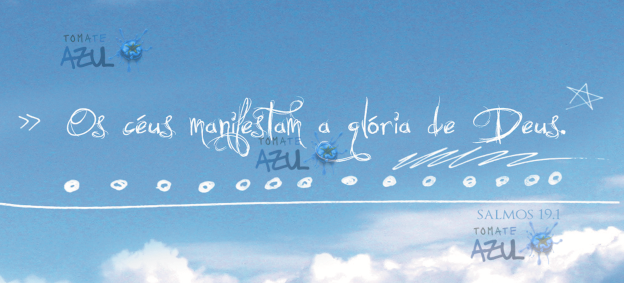 TOMATE
AZUL
» Os céus manifestam a glória de Deus.
TOMATE
AZUL
SALMOS 19.1
TOMATE
AZUL